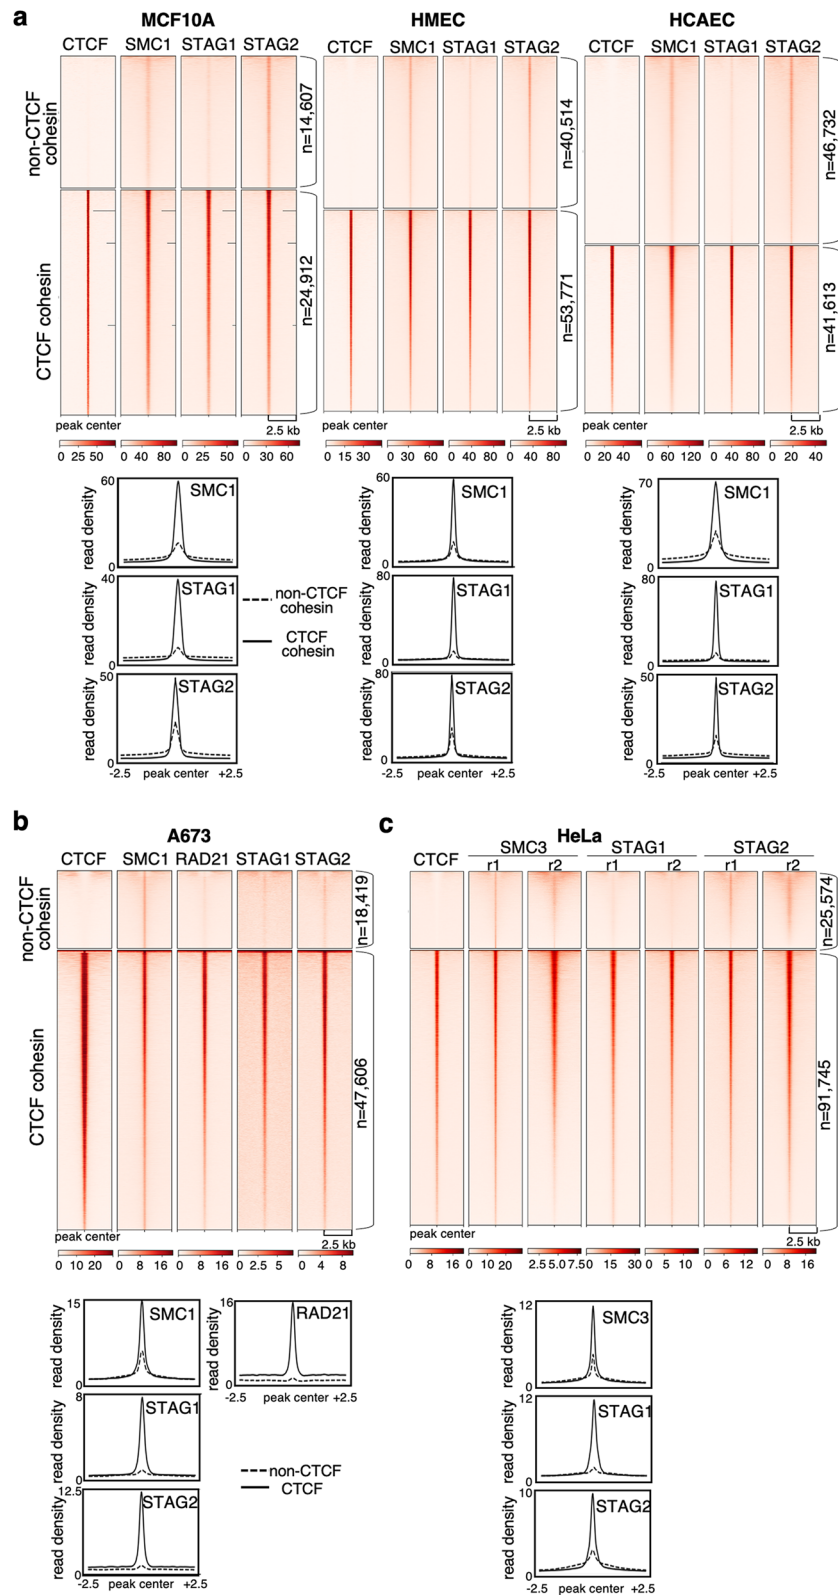 a
MCF10A
HMEC
HCAEC
CTCF SMC1 STAG1 STAG2
CTCF SMC1 STAG1 STAG2
CTCF SMC1 STAG1 STAG2
non-CTCF
cohesin
n=14,607
n=40,514
n=46,732
CTCF cohesin
n=24,912
n=53,771
n=41,613
peak center
2.5 kb
peak center
2.5 kb
peak center
2.5 kb
0 25 50 0 40 80 0 25 50 0 30 60
0 15 30 0 30 60 0 40 80 0 40 80
0 20 40 0 60 120 0 40 80 0 20 40
read density
60
0
SMC1
read density
60
0
SMC1
read density
70
0
SMC1
read density
40
0
STAG1
non-CTCF
cohesin
CTCF
cohesin
read density
80
0
STAG1
read density
80
0
STAG1
read density
50
0
STAG2
-2.5 peak center +2.5
read density
80
0
STAG2
-2.5 peak center +2.5
read density
50
0
STAG2
-2.5 peak center +2.5
b
A673
CTCF SMC1 RAD21 STAG1 STAG2
non-CTCF
cohesin
n=18,419
CTCF cohesin
n=47,606
peak center
2.5 kb
0 10 20 0 8 16 0 8 16 0 2.5 5 0 4 8
read density
15
0
SMC1
read density
16
0
RAD21
-2.5 peak center +2.5
read density
8
0
STAG1
non-CTCF
CTCF
read density
12.5
0
STAG2
-2.5 peak center +2.5
c
HeLa
SMC3 STAG1 STAG2
CTCF r1 r2 r1 r2 r1 r2
n=25,574
n=91,745
peak center
2.5 kb
0 8 16 0 10 20 2.5 5.0 7.50 15 30 0 5 10 0 6 12 0 8 16
read density
12
0
SMC3
read density
12
0
STAG1
read density
10
0
STAG2
-2.5 peak center +2.5